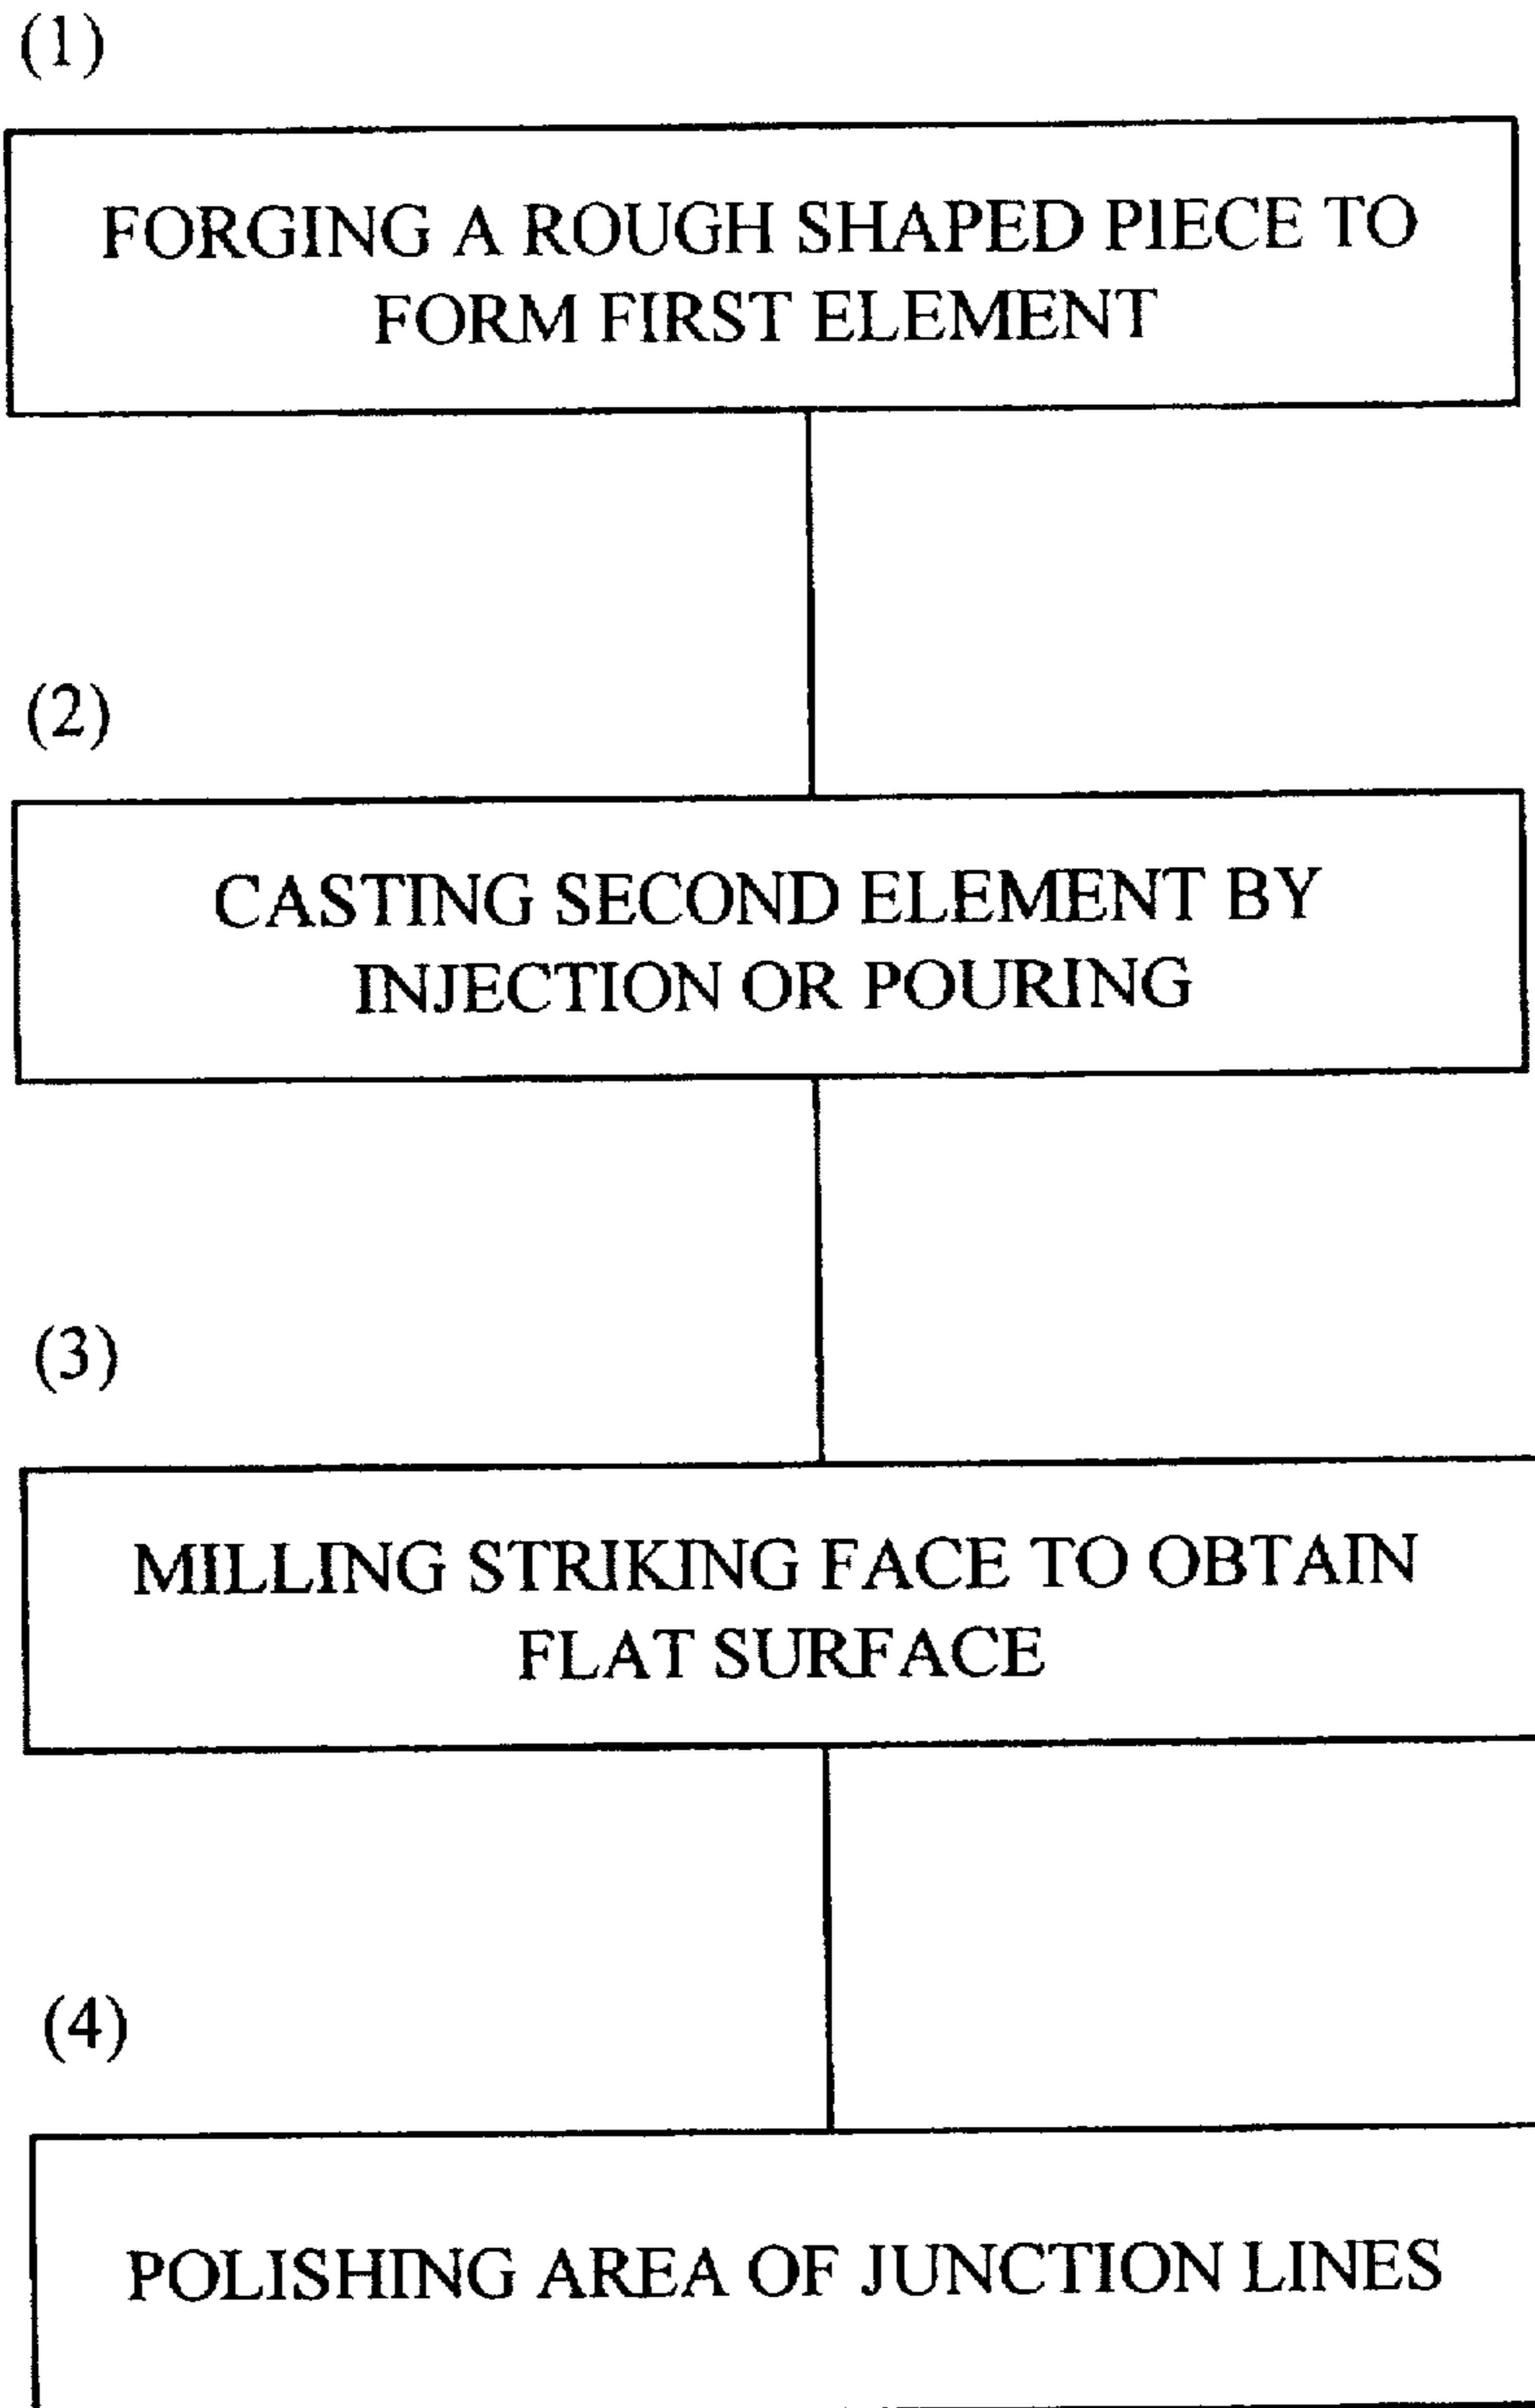 (1)
FORGING A ROUGH SHAPED PIECE TO
FORM FIRST ELEMENT
(2)
CASTING SECOND ELEMENT BY
INJECTION OR POURING
(3)
MILLING STRIKING FACE TO OBTAIN
FLAT SURFACE
(4)
POLISHING AREA OF JUNCTION LINES